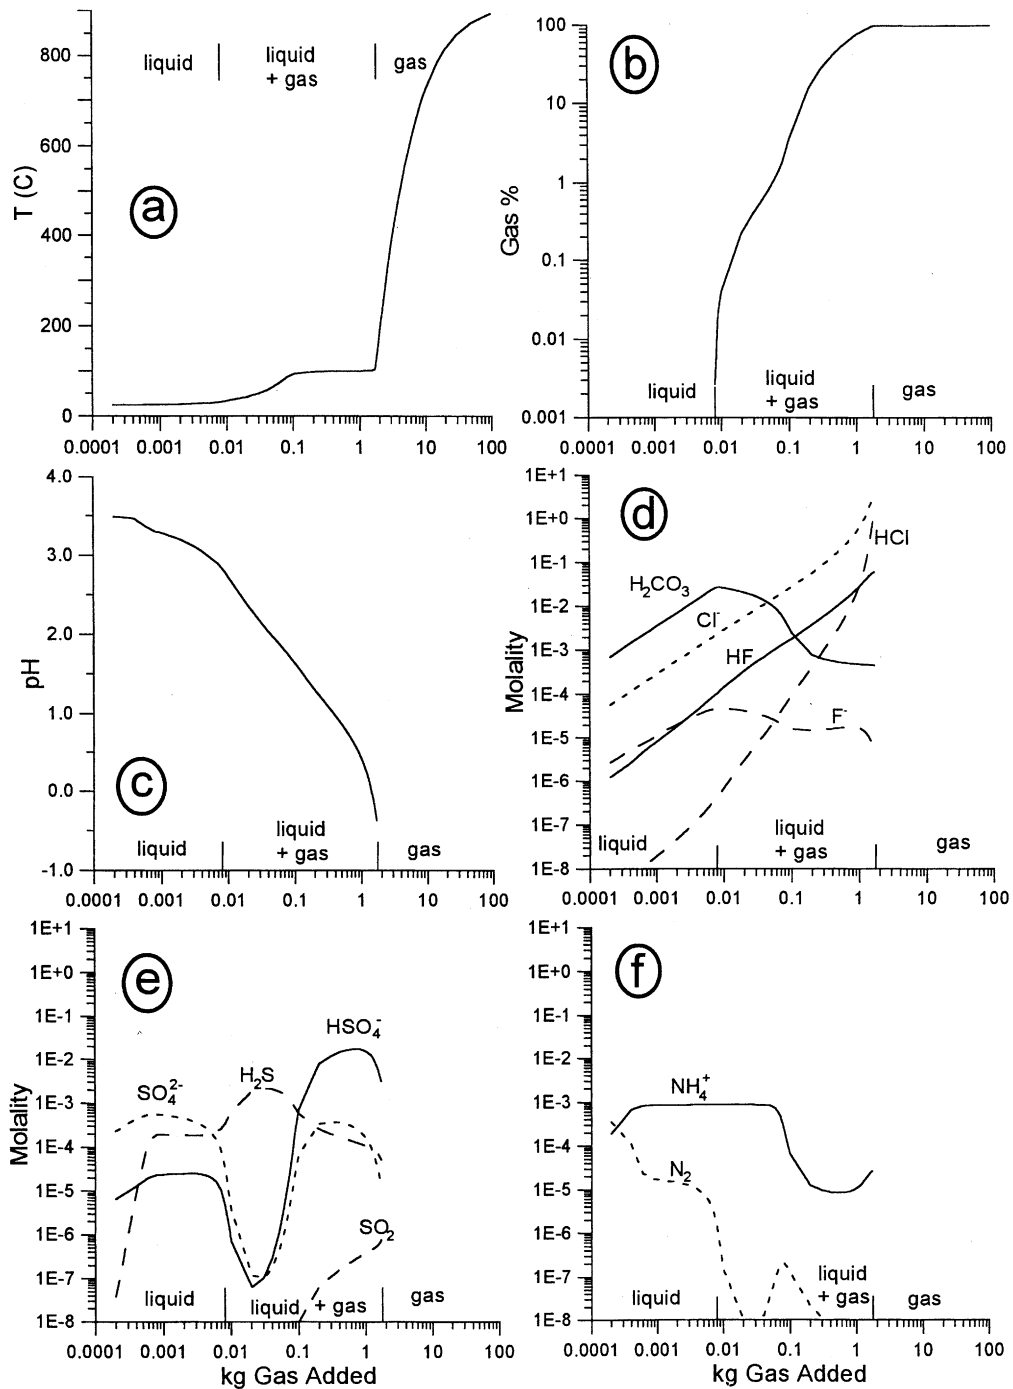 a
T (C)
800
600
400
200
0
liquid
liquid
+ gas
gas
0.0001 0.001 0.01 0.1 1 10 100
b
Gas %
100
10
1
0.1
0.01
0.001
liquid
liquid
+ gas
gas
0.0001 0.001 0.01 0.1 1 10 100
c
pH
4.0
3.0
2.0
1.0
0.0
-1.0
liquid
liquid
+ gas
gas
0.0001 0.001 0.01 0.1 1 10 100
d
Molality
1E+1
1E+0
1E-1
1E-2
1E-3
1E-4
1E-5
1E-6
1E-7
1E-8
HCl
H₂CO₃
Cl⁻
HF
F⁻
liquid
liquid
+ gas
gas
0.0001 0.001 0.01 0.1 1 10 100
e
Molality
1E+1
1E+0
1E-1
1E-2
1E-3
1E-4
1E-5
1E-6
1E-7
1E-8
HSO₄⁻
H₂S
SO₄²⁻
SO₂
liquid
liquid + gas
gas
0.0001 0.001 0.01 0.1 1 10 100
kg Gas Added
f
1E+1
1E+0
1E-1
1E-2
1E-3
1E-4
1E-5
1E-6
1E-7
1E-8
NH₄⁺
N₂
liquid
liquid
+ gas
gas
0.0001 0.001 0.01 0.1 1 10 100
kg Gas Added